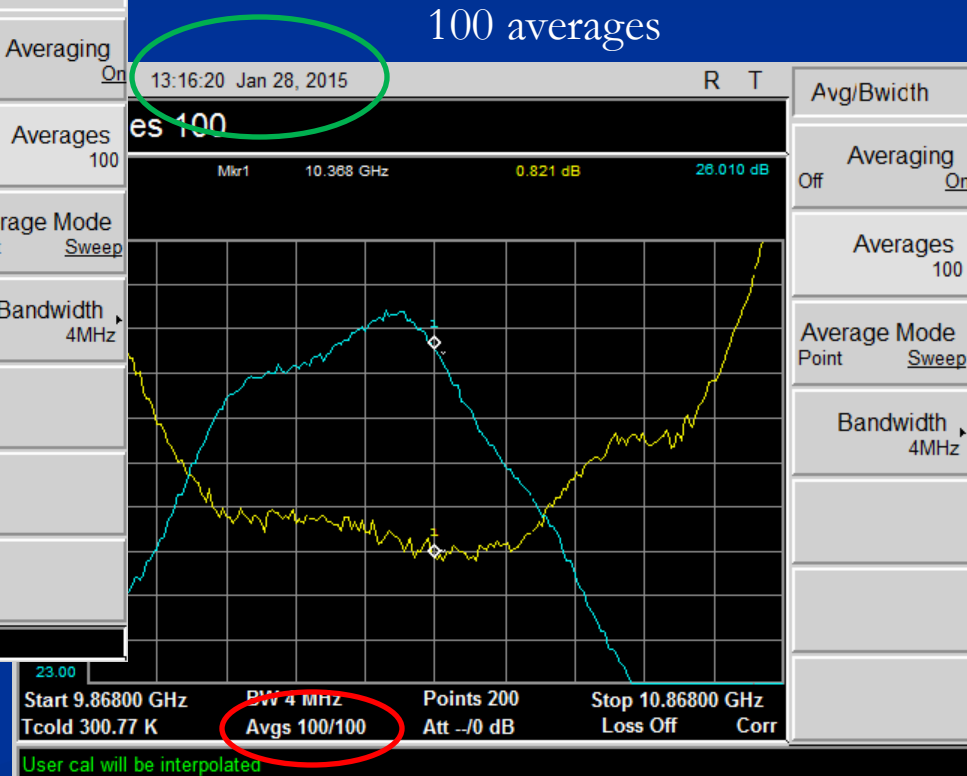 100 averages
Averaging
On
Averages
100
rage Mode
Sweep
Bandwidth
4MHz
13:16:20 Jan 28, 2015
R T
es 100
Mkr1 10.368 GHz 0.821 dB 26.010 dB
1
1
23.00
Start 9.86800 GHz BW 4 MHz Points 200 Stop 10.86800 GHz
Tcold 300.77 K Avgs 100/100 Att --/0 dB Loss Off Corr
User cal will be interpolated
Avg/Bwidth
Averaging
Off On
Averages
100
Average Mode
Point Sweep
Bandwidth
4MHz